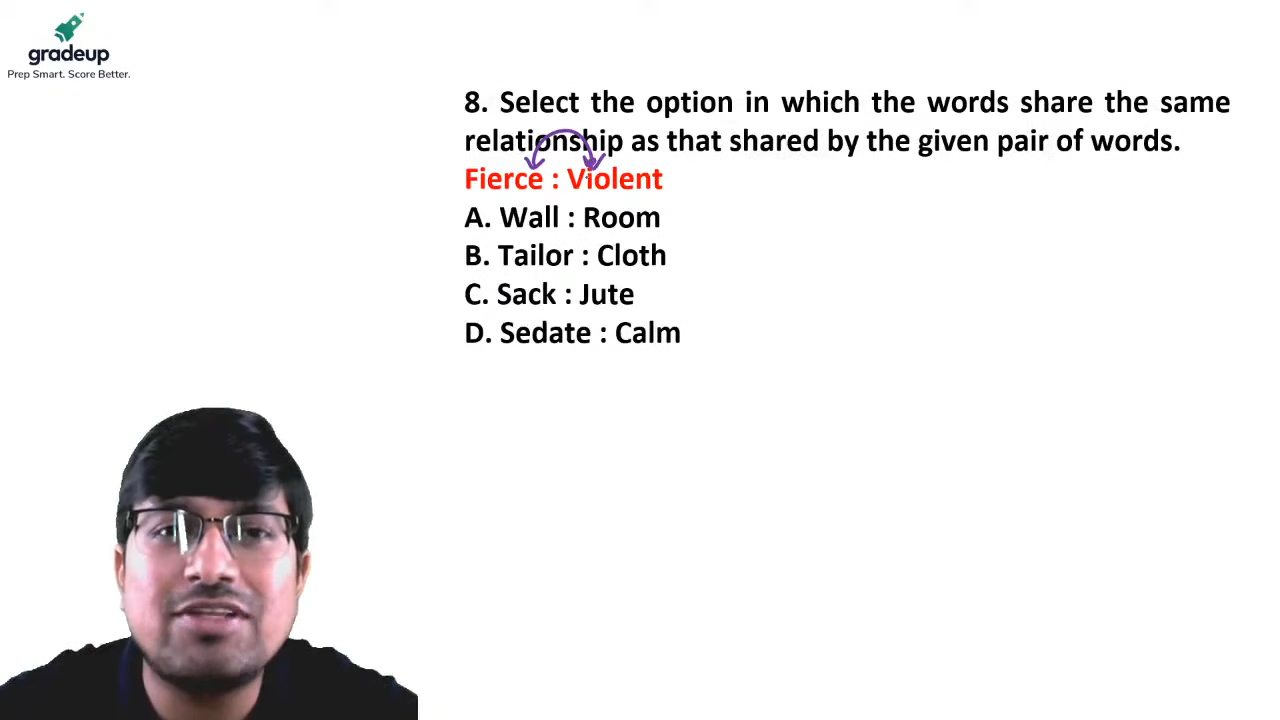 gradeup
Prep Smart. Score Better.
8. Select the option in which the words share the same
relationship as that shared by the given pair of words.
Fierce : Violent
A. Wall : Room
B. Tailor : Cloth
C. Sack : Jute
D. Sedate : Calm